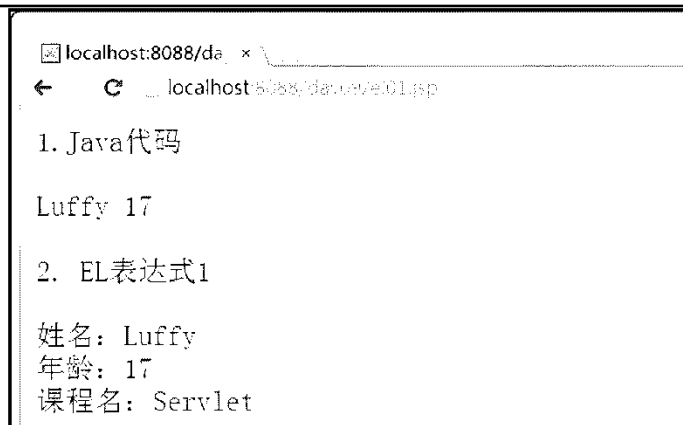 localhost:8088/da ×
localhost
1. Java代码
Luffy 17
2. EL表达式1
姓名：Luffy
年龄：17
课程名：Servlet